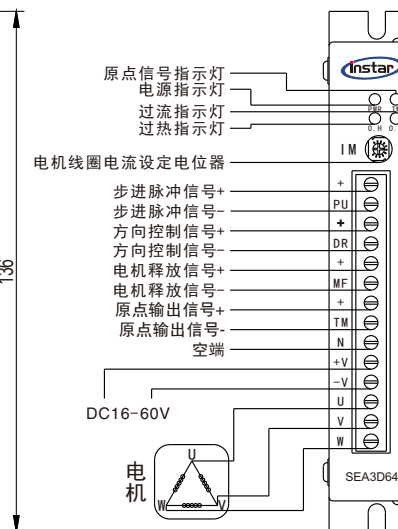 instar
原点信号指示灯
电源指示灯
过流指示灯
过热指示灯
PWR
O.H
IM
电机线圈电流设定电位器
步进脉冲信号+ +
步进脉冲信号- PU
方向控制信号+ +
方向控制信号- DR
电机释放信号+ +
电机释放信号- MF
原点输出信号+ +
原点输出信号- TM
空端 N
+V
-V
DC16-60V
U
V
W
电机
U
W V
SEA3D64
136